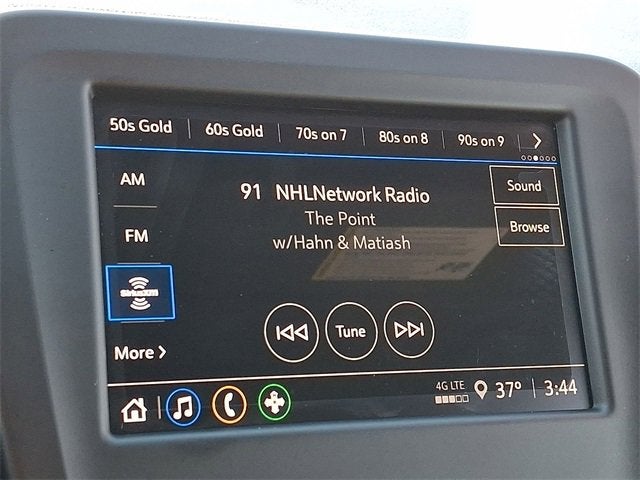 50s Gold 60s Gold 70s on 7 80s on 8 90s on 9
AM
91 NHLNetwork Radio
Sound
The Point
FM
w/Hahn & Matiash
Browse
SiriusXM
Tune
More
4G LTE
37° 3:44